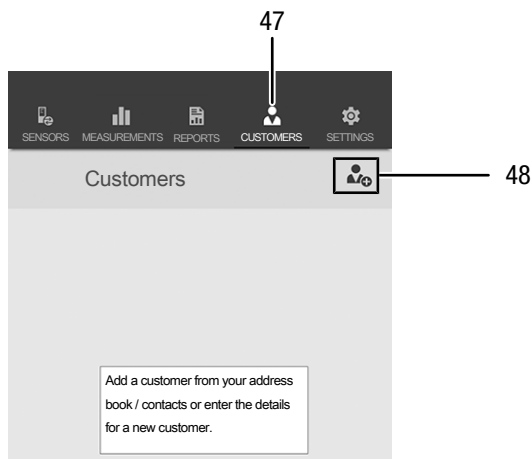 47
SENSORS MEASUREMENTS REPORTS CUSTOMERS SETTINGS
Customers
48
Add a customer from your address
book / contacts or enter the details
for a new customer.